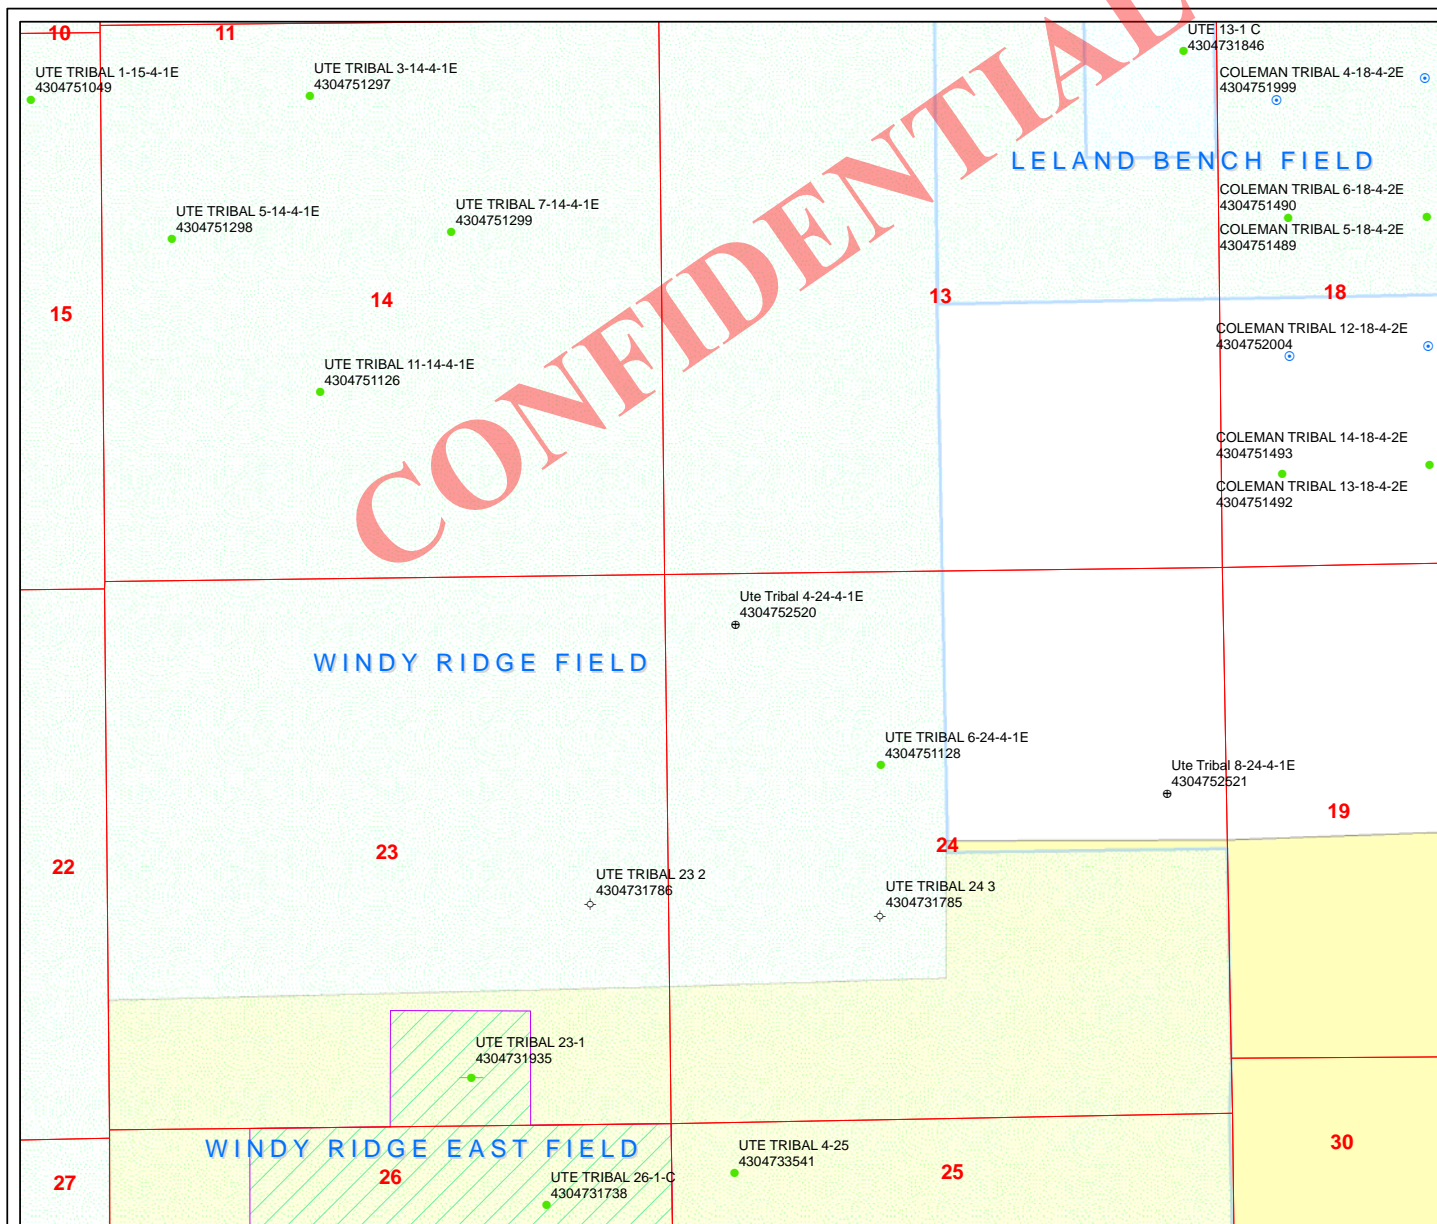 10
11
UTE TRIBAL 1-15-4-1E
4304751049
UTE TRIBAL 3-14-4-1E
4304751297
UTE 13-1 C
4304731846
COLEMAN TRIBAL 4-18-4-2E
4304751999
LELAND BENCH FIELD
UTE TRIBAL 5-14-4-1E
4304751298
UTE TRIBAL 7-14-4-1E
4304751299
COLEMAN TRIBAL 6-18-4-2E
4304751490
COLEMAN TRIBAL 5-18-4-2E
4304751489
15
14
13
18
CONFIDENTIAL
COLEMAN TRIBAL 12-18-4-2E
4304752004
UTE TRIBAL 11-14-4-1E
4304751126
COLEMAN TRIBAL 14-18-4-2E
4304751493
COLEMAN TRIBAL 13-18-4-2E
4304751492
Ute Tribal 4-24-4-1E
4304752520
WINDY RIDGE FIELD
UTE TRIBAL 6-24-4-1E
4304751128
Ute Tribal 8-24-4-1E
4304752521
22
23
24
19
UTE TRIBAL 23 2
4304731786
UTE TRIBAL 24 3
4304731785
UTE TRIBAL 23-1
4304731935
WINDY RIDGE EAST FIELD
UTE TRIBAL 4-25
4304733541
27
26
25
30
UTE TRIBAL 26-1-C
4304731738